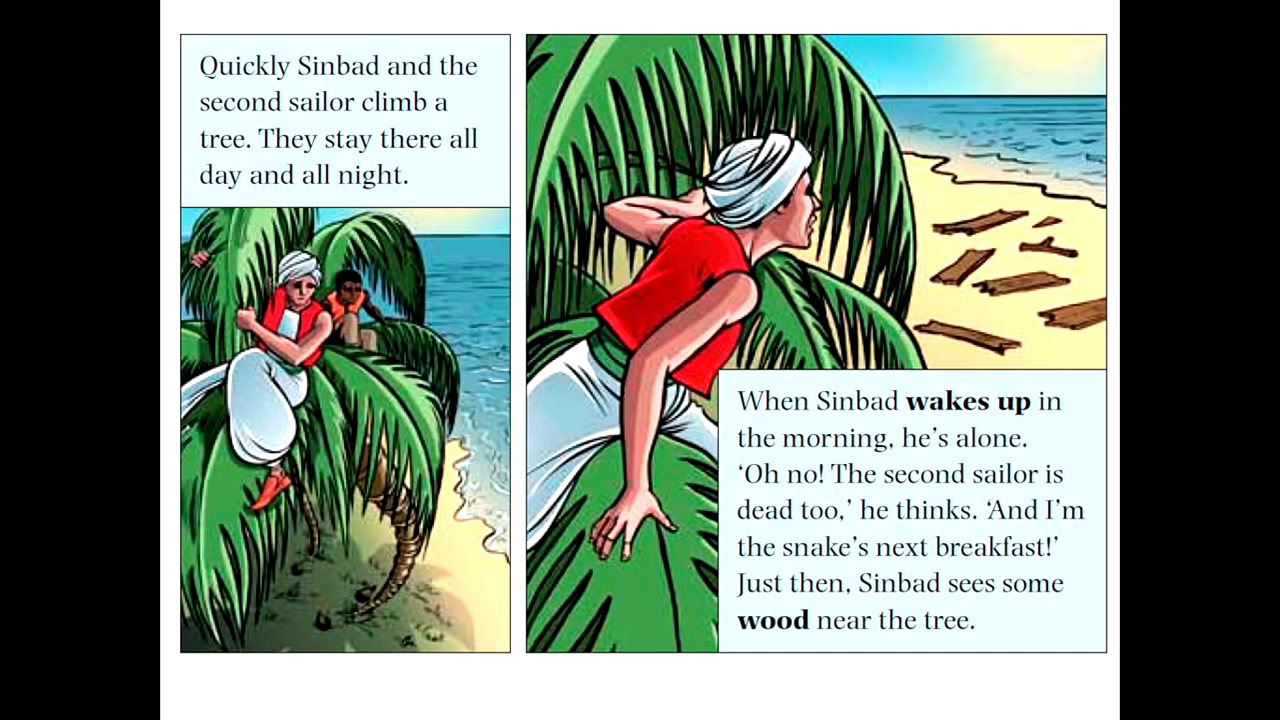 Quickly Sinbad and the
second sailor climb a
tree. They stay there all
day and all night.
When Sinbad wakes up in
the morning, he’s alone.
‘Oh no! The second sailor is
dead too,’ he thinks. ‘And I’m
the snake’s next breakfast!’
Just then, Sinbad sees some
wood near the tree.